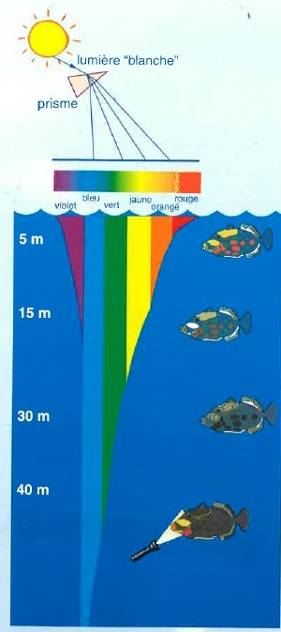 lumière "blanche"
prisme
violet bleu vert jaune orangé rouge
5 m
15 m
30 m
40 m